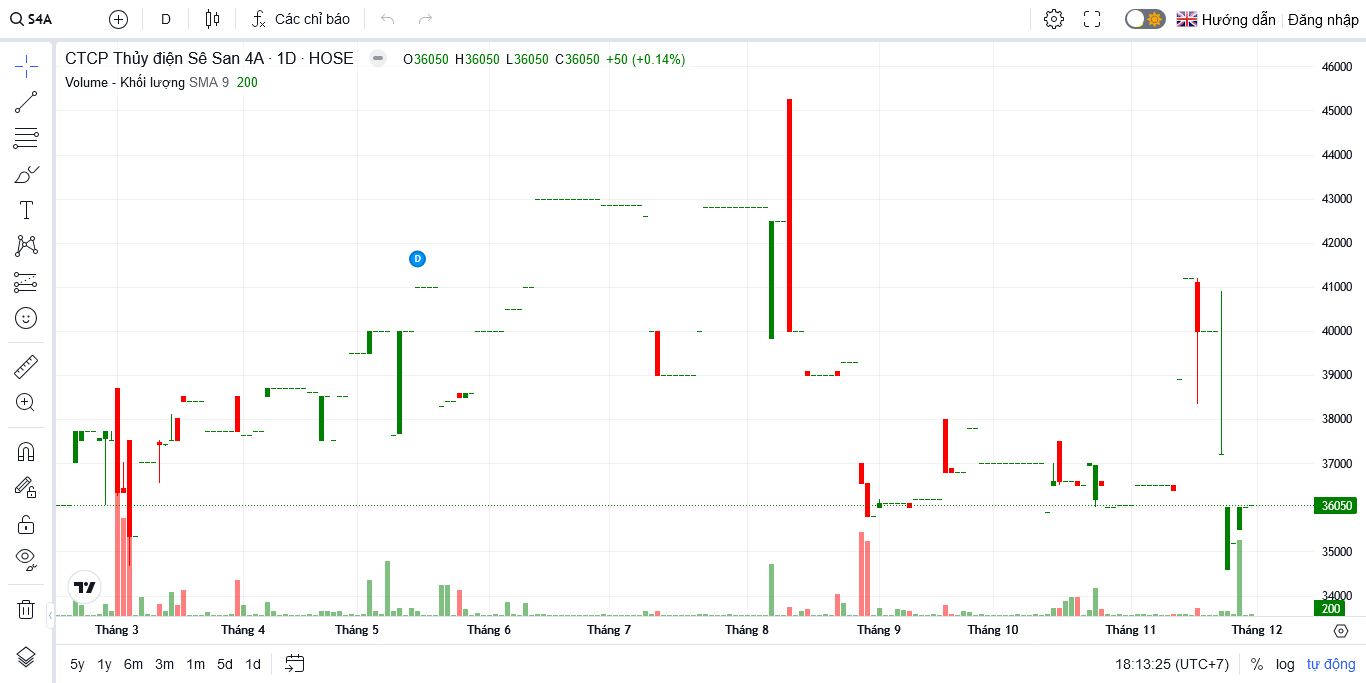 S4A D Các chỉ báo Hướng dẫn Đăng nhập
CTCP Thủy điện Sê San 4A · 1D · HOSE O36050 H36050 L36050 C36050 +50 (+0.14%)
Volume - Khối lượng SMA 9 200
D
46000
45000
44000
43000
42000
41000
40000
39000
38000
37000
36050
35000
34000
200
Tháng 3 Tháng 4 Tháng 5 Tháng 6 Tháng 7 Tháng 8 Tháng 9 Tháng 10 Tháng 11 Tháng 12
5y 1y 6m 3m 1m 5d 1d 18:13:25 (UTC+7) % log tự động